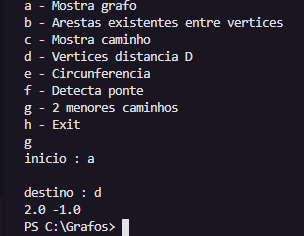 a - Mostra grafo
b - Arestas existentes entre vertices
c - Mostra caminho
d - Vertices distancia D
e - Circunferencia
f - Detecta ponte
g - 2 menores caminhos
h - Exit
g
inicio : a
destino : d
2.0 -1.0
PS C:\Grafos>